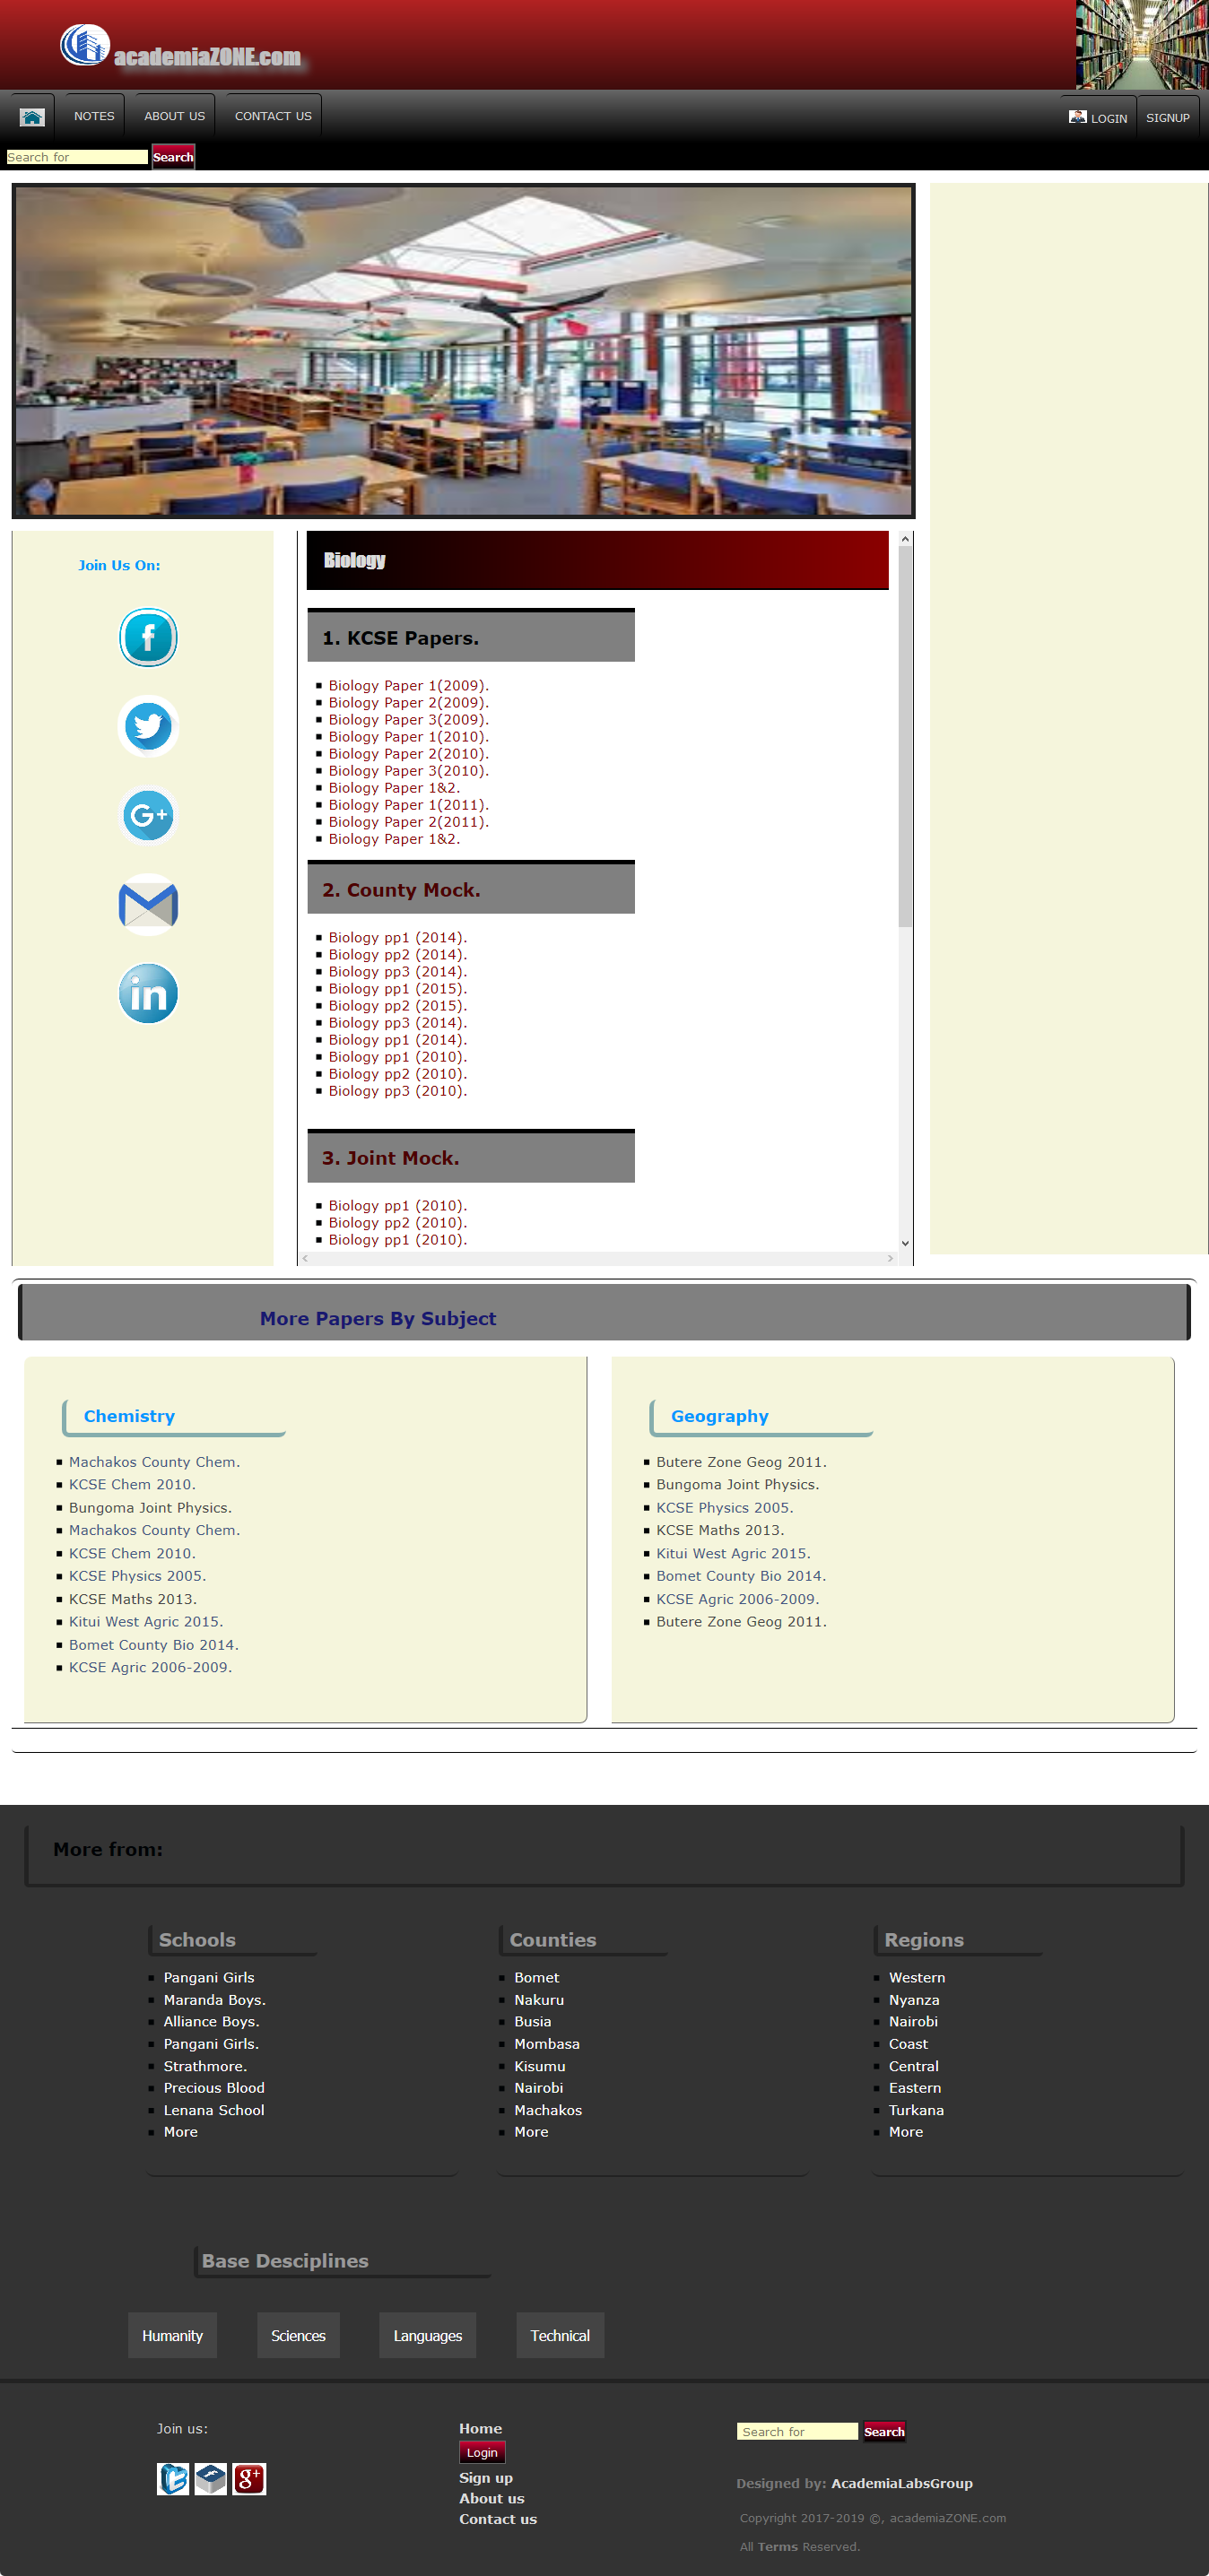 academiaZONE.com
NOTES ABOUT US CONTACT US LOGIN SIGNUP
Search for Search
Join Us On:
Biology
1. KCSE Papers.
Biology Paper 1(2009).
Biology Paper 2(2009).
Biology Paper 3(2009).
Biology Paper 1(2010).
Biology Paper 2(2010).
Biology Paper 3(2010).
Biology Paper 1&2.
Biology Paper 1(2011).
Biology Paper 2(2011).
Biology Paper 1&2.
2. County Mock.
Biology pp1 (2014).
Biology pp2 (2014).
Biology pp3 (2014).
Biology pp1 (2015).
Biology pp2 (2015).
Biology pp3 (2014).
Biology pp1 (2014).
Biology pp1 (2010).
Biology pp2 (2010).
Biology pp3 (2010).
3. Joint Mock.
Biology pp1 (2010).
Biology pp2 (2010).
Biology pp1 (2010).
More Papers By Subject
Chemistry
Machakos County Chem.
KCSE Chem 2010.
Bungoma Joint Physics.
Machakos County Chem.
KCSE Chem 2010.
KCSE Physics 2005.
KCSE Maths 2013.
Kitui West Agric 2015.
Bomet County Bio 2014.
KCSE Agric 2006-2009.
Geography
Butere Zone Geog 2011.
Bungoma Joint Physics.
KCSE Physics 2005.
KCSE Maths 2013.
Kitui West Agric 2015.
Bomet County Bio 2014.
KCSE Agric 2006-2009.
Butere Zone Geog 2011.
More from:
Schools
Pangani Girls
Maranda Boys.
Alliance Boys.
Pangani Girls.
Strathmore.
Precious Blood
Lenana School
More
Counties
Bomet
Nakuru
Busia
Mombasa
Kisumu
Nairobi
Machakos
More
Regions
Western
Nyanza
Nairobi
Coast
Central
Eastern
Turkana
More
Base Desciplines
Humanity Sciences Languages Technical
Join us:
Home
Login
Sign up
About us
Contact us
Search for Search
Designed by: AcademiaLabsGroup
Copyright 2017-2019 ©, academiaZONE.com
All Terms Reserved.